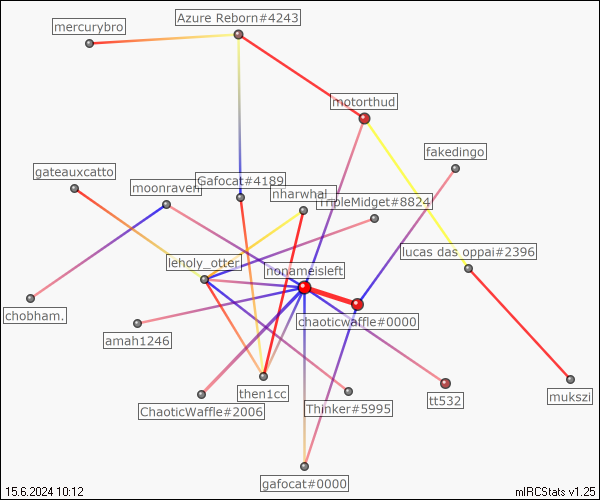 Azure Reborn#4243
mercurybro
motorthud
fakedingo
gateauxcatto
Gafocat#4189
moonraven
nharwhal_
TripleMidget#8824
lucas das oppai#2396
leholy_otter
nonameisleft
chobham.
chaoticwaffle#0000
amah1246
then1cc
mukszi
tt532
ChaoticWaffle#2006
Thinker#5995
gafocat#0000
15.6.2024 10:12
mIRCStats v1.25